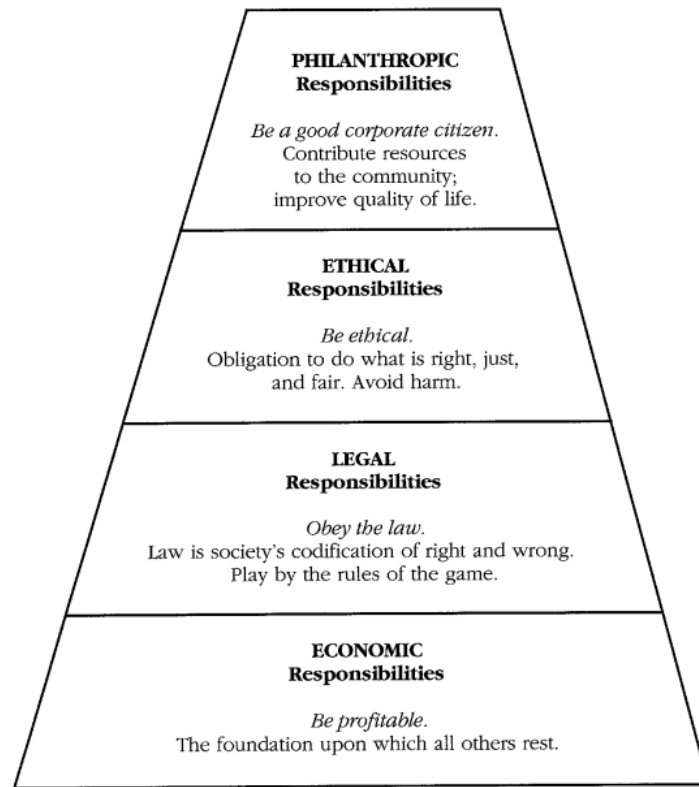 PHILANTHROPIC
Responsibilities
Be a good corporate citizen.
Contribute resources
to the community;
improve quality of life.
ETHICAL
Responsibilities
Be ethical.
Obligation to do what is right, just,
and fair. Avoid harm.
LEGAL
Responsibilities
Obey the law.
Law is society's codification of right and wrong.
Play by the rules of the game.
ECONOMIC
Responsibilities
Be profitable.
The foundation upon which all others rest.